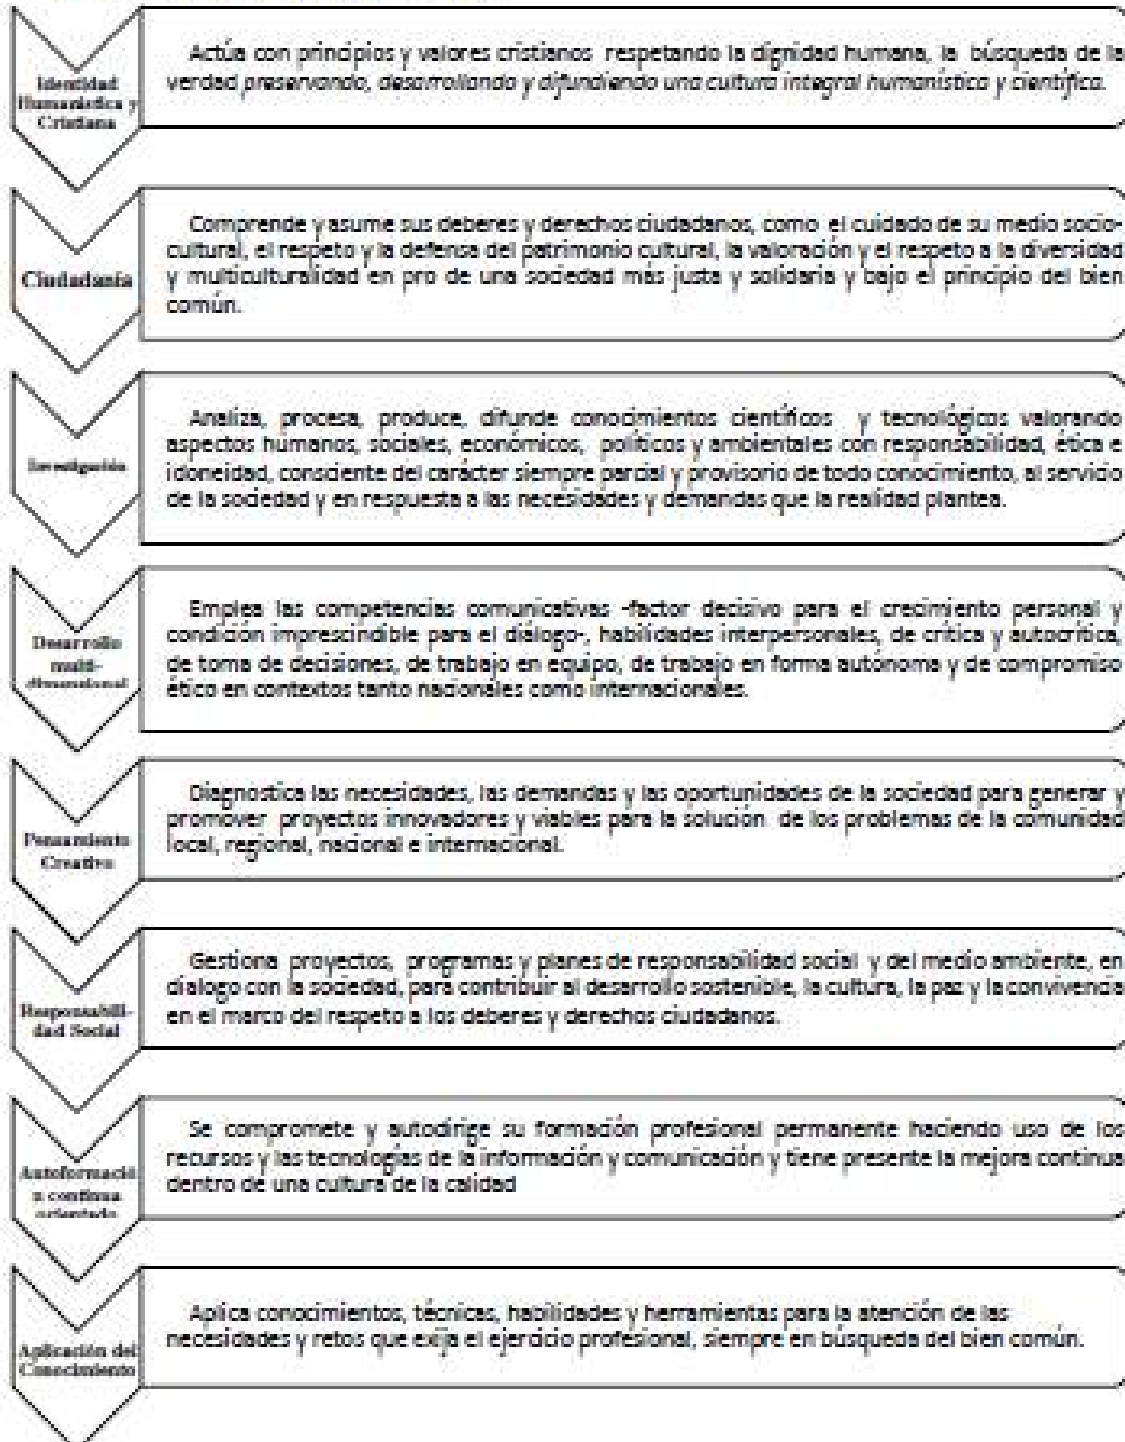 Identidad
Humanística y
Cristiana
Actúa con principios y valores cristianos respetando la dignidad humana, la búsqueda de la
verdad preservando, desarrollando y difundiendo una cultura integral humanística y científica.
Ciudadanía
Comprende y asume sus deberes y derechos ciudadanos, como el cuidado de su medio socio-
cultural, el respeto y la defensa del patrimonio cultural, la valoración y el respeto a la diversidad
y multiculturalidad en pro de una sociedad más justa y solidaria y bajo el principio del bien
común.
Investigación
Analiza, procesa, produce, difunde conocimientos científicos y tecnológicos valorando
aspectos humanos, sociales, económicos, políticos y ambientales con responsabilidad, ética e
idoneidad, consciente del carácter siempre parcial y provisorio de todo conocimiento, al servicio
de la sociedad y en respuesta a las necesidades y demandas que la realidad plantea.
Desarrollo
multi-
dimensional
Emplea las competencias comunicativas -factor decisivo para el crecimiento personal y
condición imprescindible para el dialogo-, habilidades interpersonales, de crítica y autocrítica,
de toma de decisiones, de trabajo en equipo, de trabajo en forma autónoma y de compromiso
ético en contextos tanto nacionales como internacionales.
Pensamiento
Creativo
Diagnostica las necesidades, las demandas y las oportunidades de la sociedad para generar y
promover proyectos innovadores y viables para la solución de los problemas de la comunidad
local, regional, nacional e internacional.
Responsabili-
dad Social
Gestiona proyectos, programas y planes de responsabilidad social y del medio ambiente, en
dialogo con la sociedad, para contribuir al desarrollo sostenible, la cultura, la paz y la convivencia
en el marco del respeto a los deberes y derechos ciudadanos.
Autoformació
n continua
orientado
Se compromete y autodirige su formación profesional permanente haciendo uso de los
recursos y las tecnologías de la información y comunicación y tiene presente la mejora continua
dentro de una cultura de la calidad
Aplicación del
Conocimiento
Aplica conocimientos, técnicas, habilidades y herramientas para la atención de las
necesidades y retos que exija el ejercicio profesional, siempre en búsqueda del bien común.